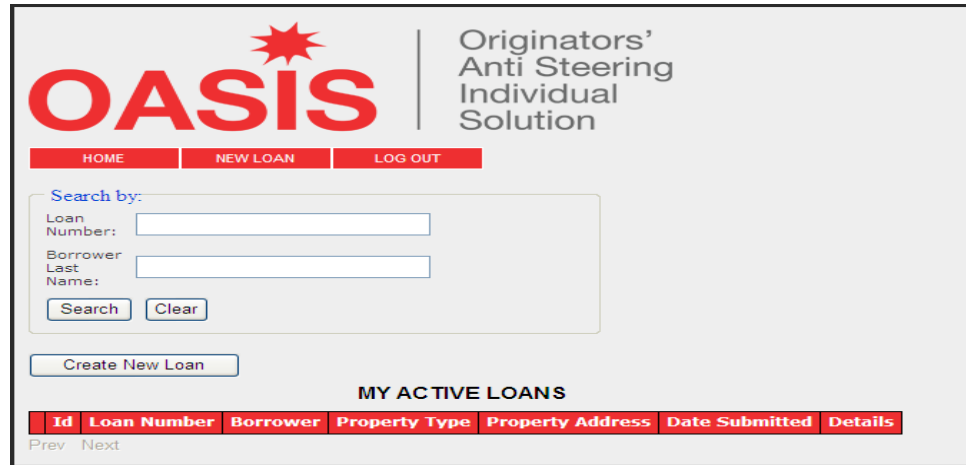 OASIS
Originators'
Anti Steering
Individual
Solution
HOME NEW LOAN LOG OUT
Search by:
Loan
Number:
Borrower
Last
Name:
Search Clear
Create New Loan
MY ACTIVE LOANS
Id Loan Number Borrower Property Type Property Address Date Submitted Details
Prev Next